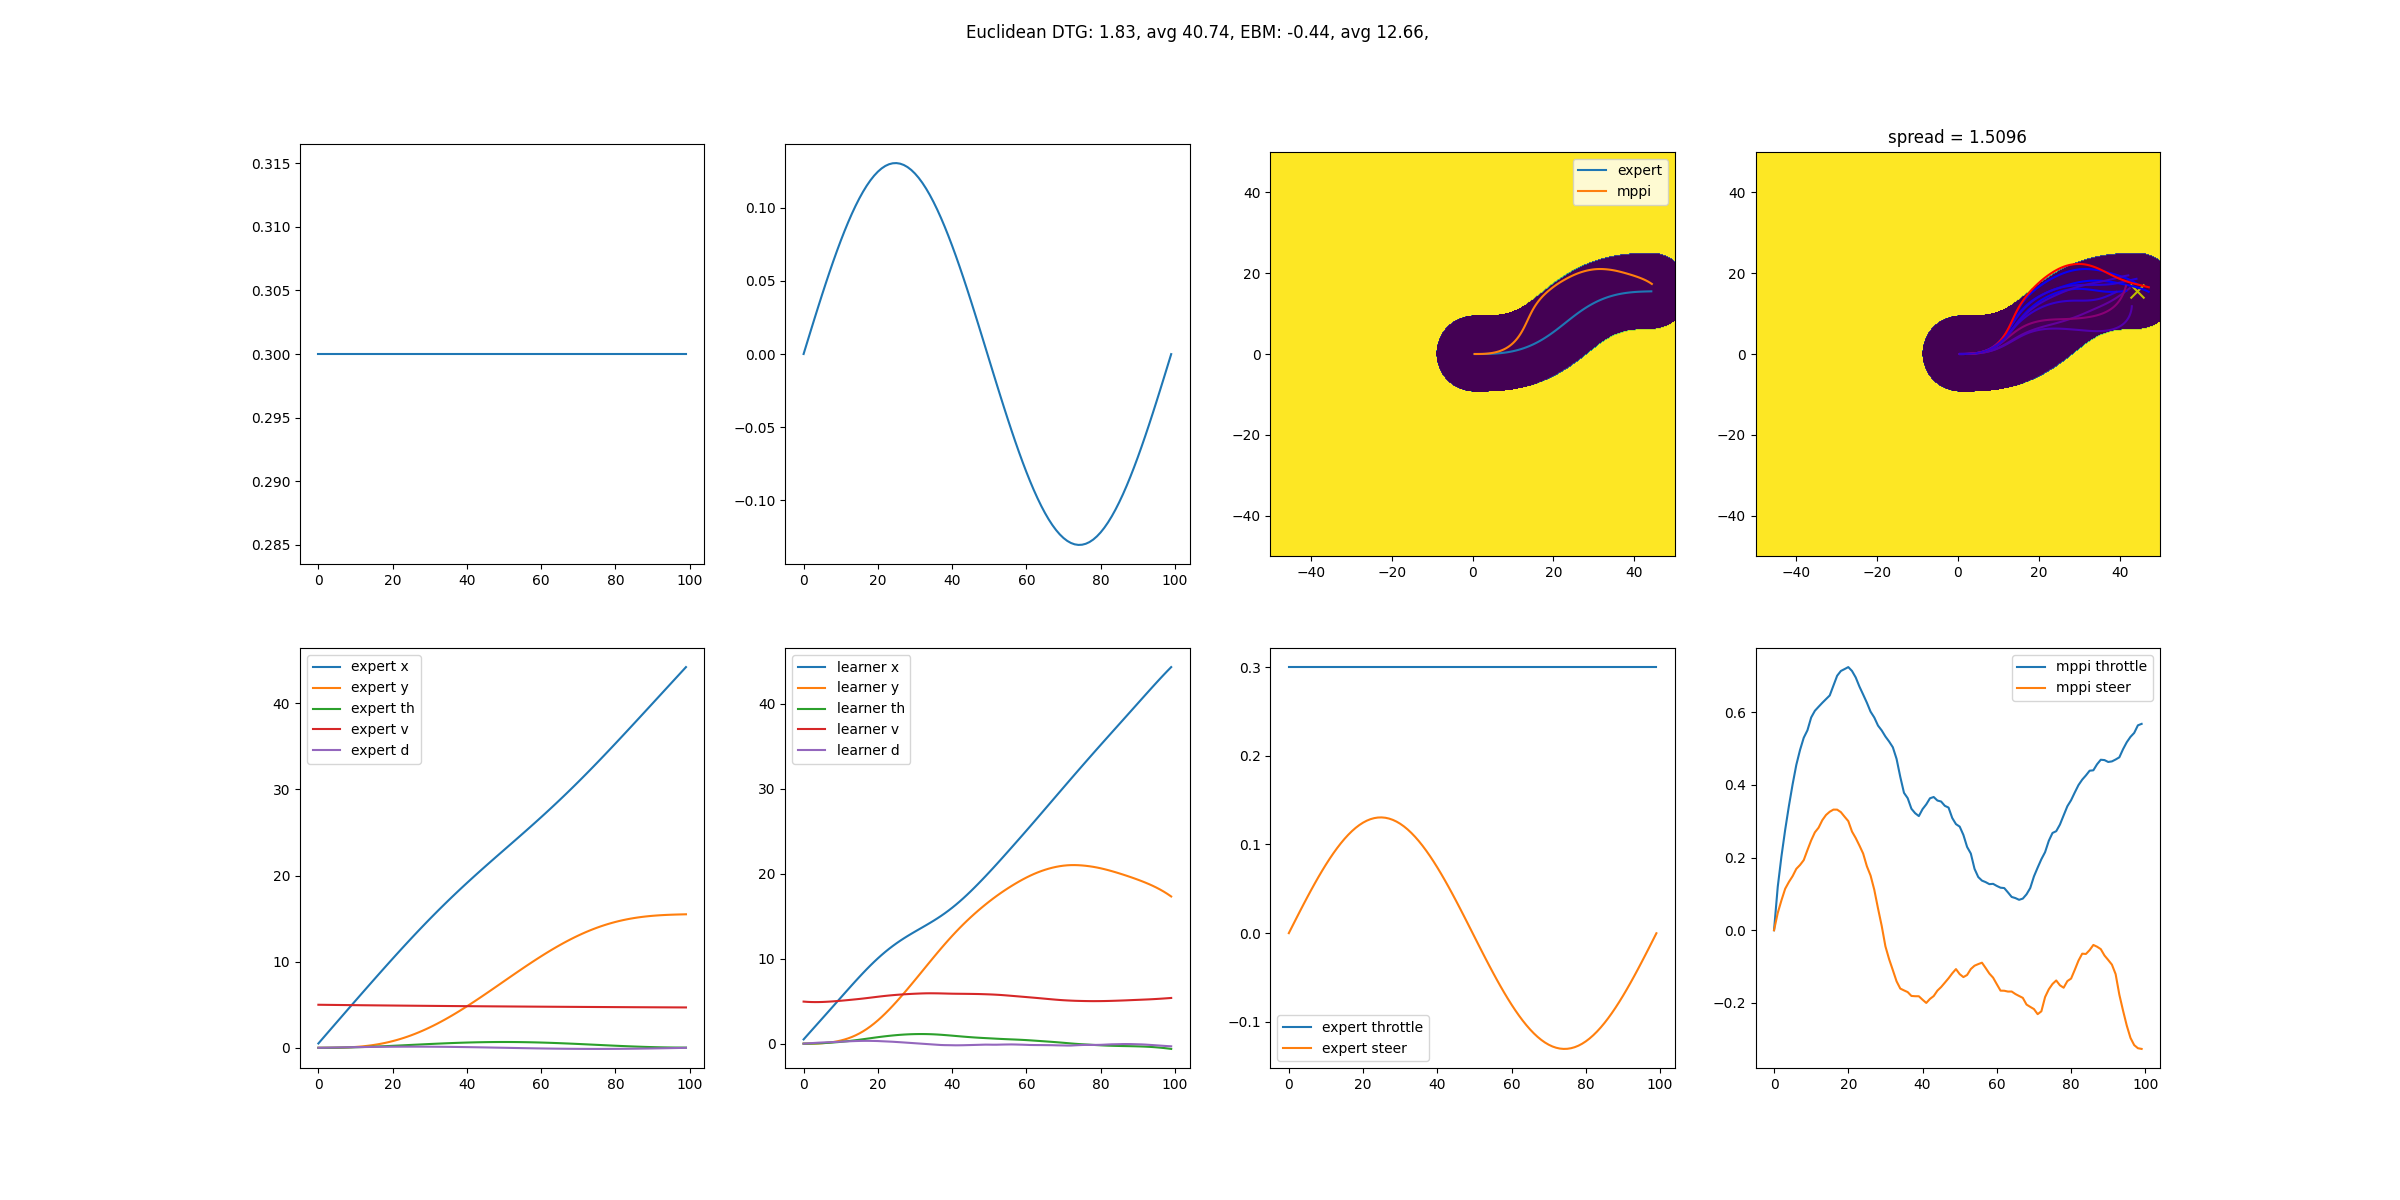 Euclidean DTG: 1.83, avg 40.74, EBM: -0.44, avg 12.66,
0.315
0.310
0.305
0.300
0.295
0.290
0.285
0 20 40 60 80 100
0.10
0.05
0.00
−0.05
−0.10
0 20 40 60 80 100
expert
mppi
40
20
0
−20
−40
−40 −20 0 20 40
spread = 1.5096
40
20
0
−20
−40
−40 −20 0 20 40
expert x
expert y
expert th
expert v
expert d
40
30
20
10
0
0 20 40 60 80 100
learner x
learner y
learner th
learner v
learner d
40
30
20
10
0
0 20 40 60 80 100
0.3
0.2
0.1
0.0
−0.1
expert throttle
expert steer
0 20 40 60 80 100
mppi throttle
mppi steer
0.6
0.4
0.2
0.0
−0.2
0 20 40 60 80 100